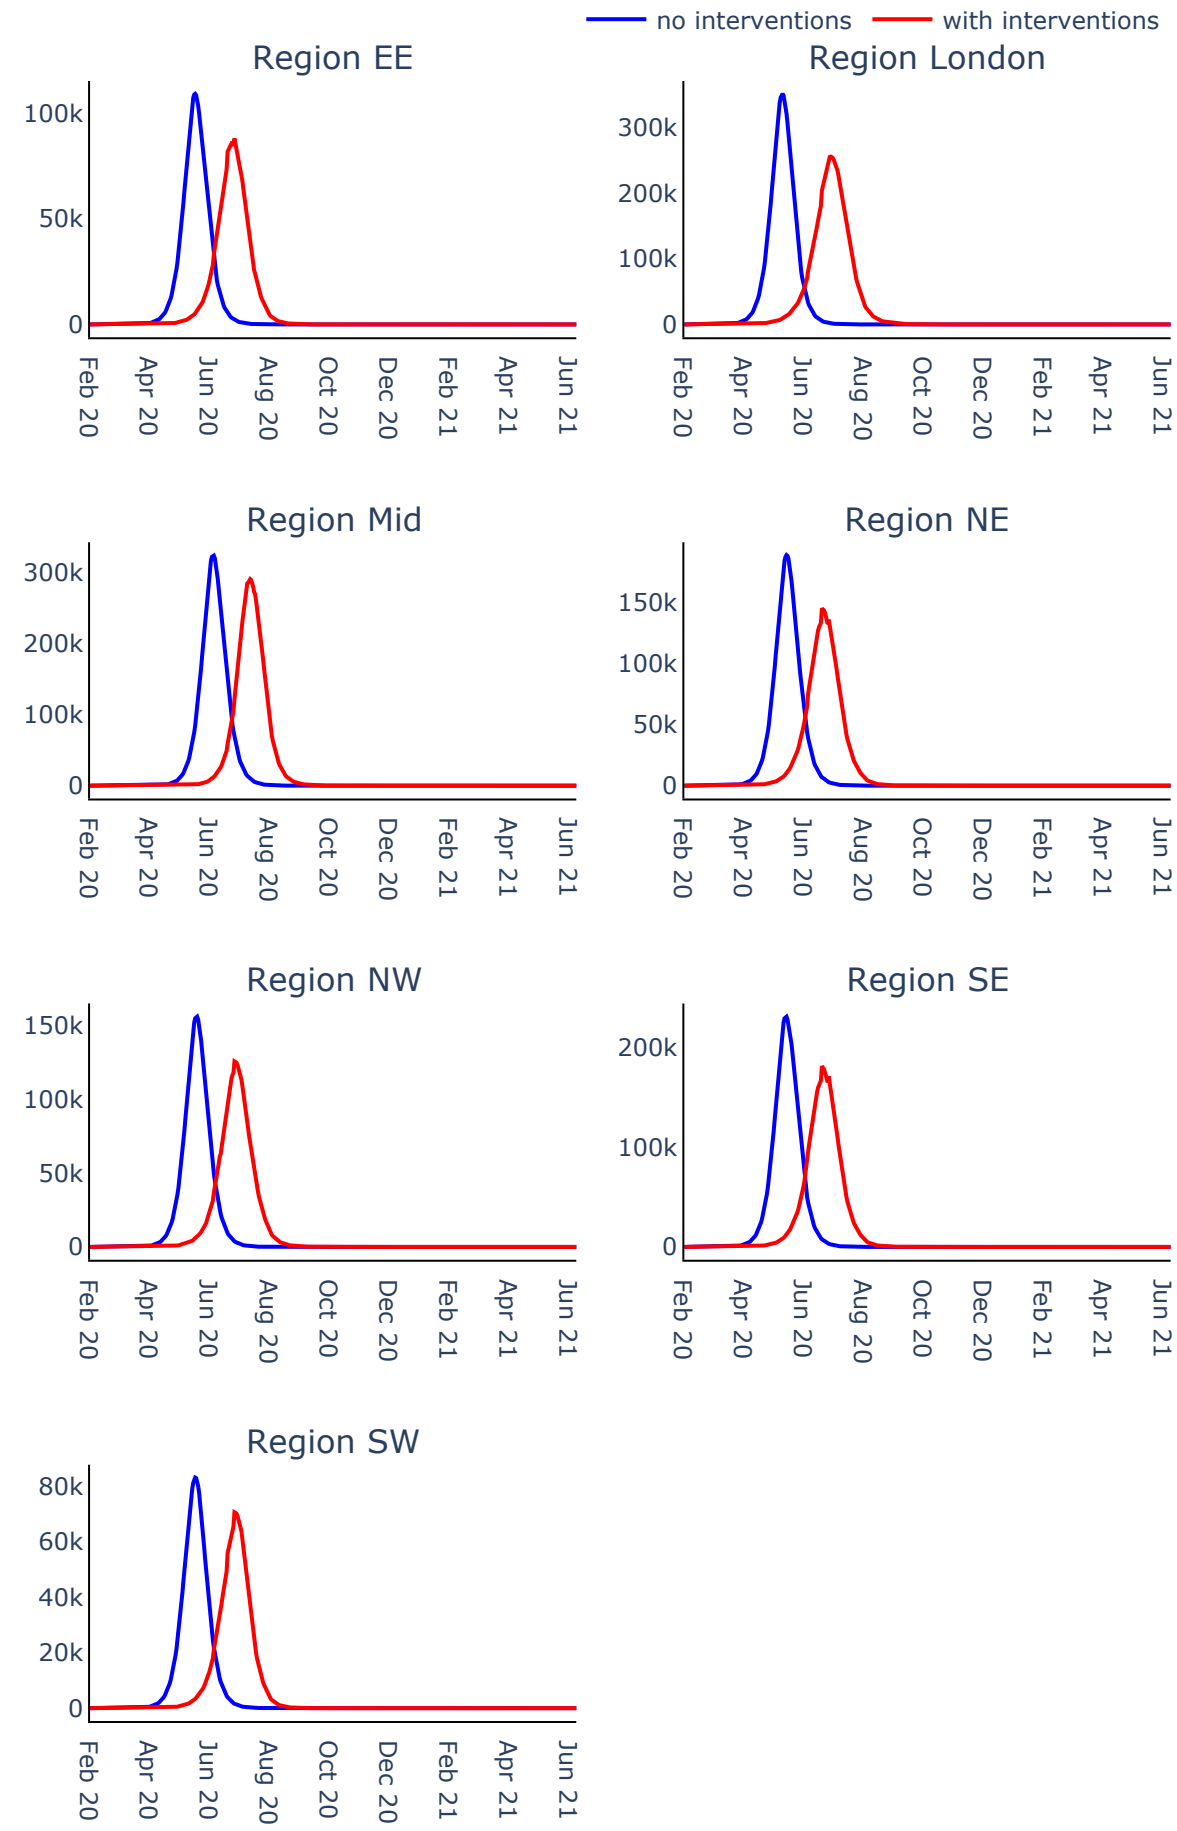 no interventions with interventions
Region EE
100k
50k
0
Feb 20 Apr 20 Jun 20 Aug 20 Oct 20 Dec 20 Feb 21 Apr 21 Jun 21
Region London
300k
200k
100k
0
Feb 20 Apr 20 Jun 20 Aug 20 Oct 20 Dec 20 Feb 21 Apr 21 Jun 21
Region Mid
300k
200k
100k
0
Feb 20 Apr 20 Jun 20 Aug 20 Oct 20 Dec 20 Feb 21 Apr 21 Jun 21
Region NE
150k
100k
50k
0
Feb 20 Apr 20 Jun 20 Aug 20 Oct 20 Dec 20 Feb 21 Apr 21 Jun 21
Region NW
150k
100k
50k
0
Feb 20 Apr 20 Jun 20 Aug 20 Oct 20 Dec 20 Feb 21 Apr 21 Jun 21
Region SE
200k
100k
0
Feb 20 Apr 20 Jun 20 Aug 20 Oct 20 Dec 20 Feb 21 Apr 21 Jun 21
Region SW
80k
60k
40k
20k
0
Feb 20 Apr 20 Jun 20 Aug 20 Oct 20 Dec 20 Feb 21 Apr 21 Jun 21